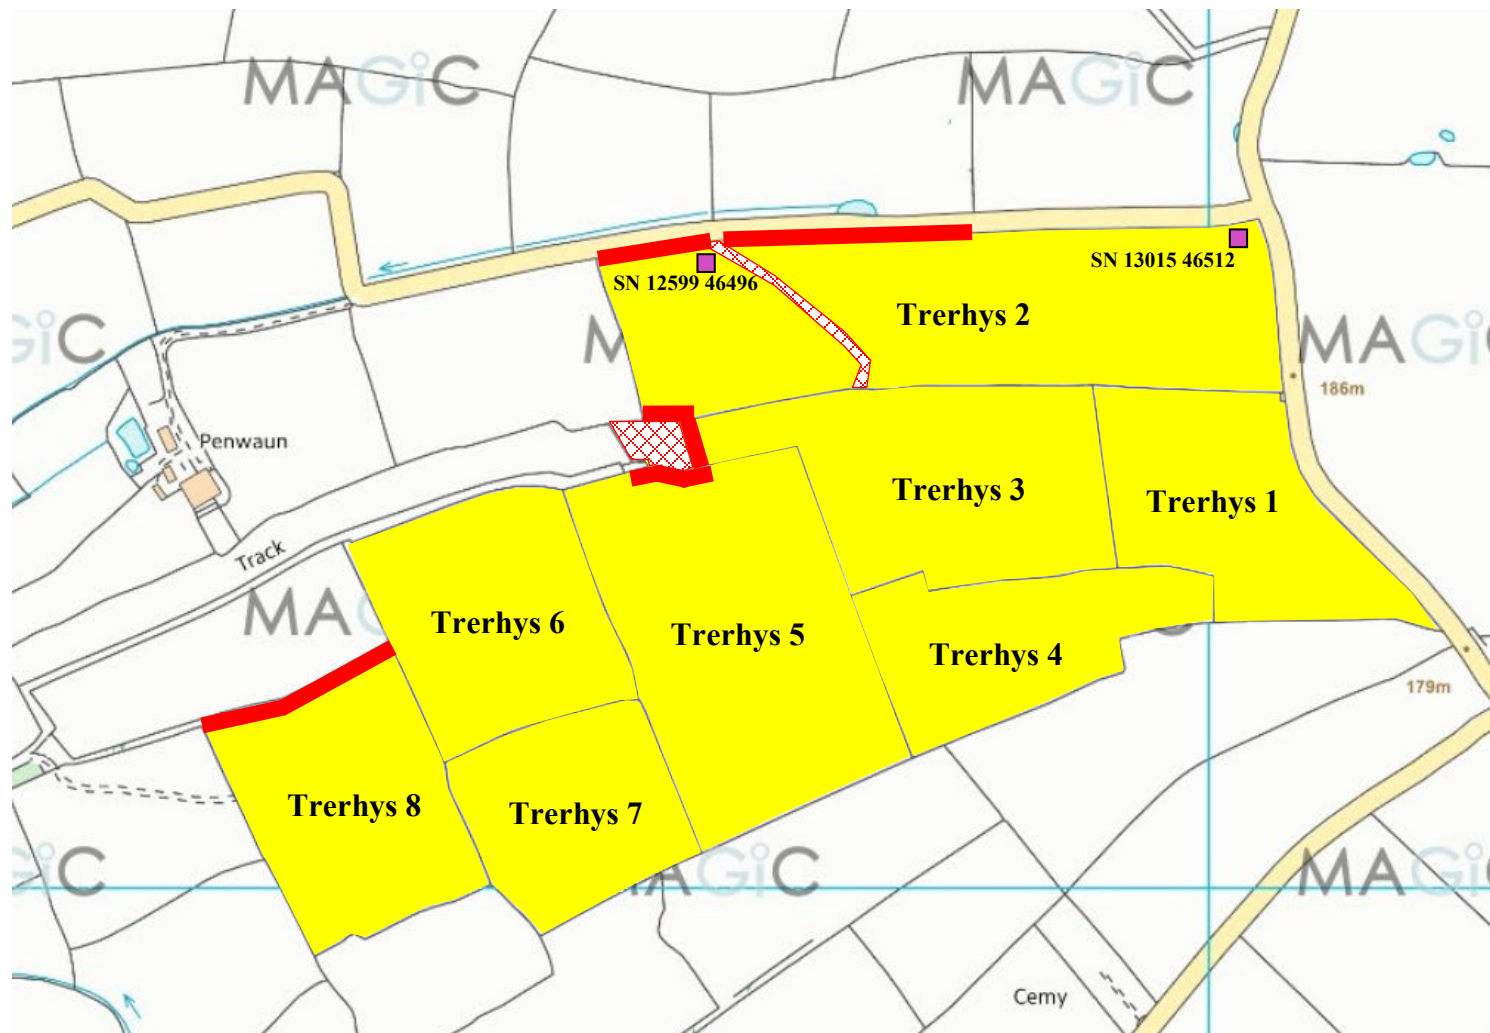 MAGiC
MAGiC
SN 13015 46512
SN 12599 46496
Trerhys 2
GiC
M
MAGi
186m
Penwaun
Trerhys 3
Trerhys 1
Track
MAG
Trerhys 6
Trerhys 5
Trerhys 4
179m
Trerhys 8
Trerhys 7
GiC
AGiC
MAGi
Cemy